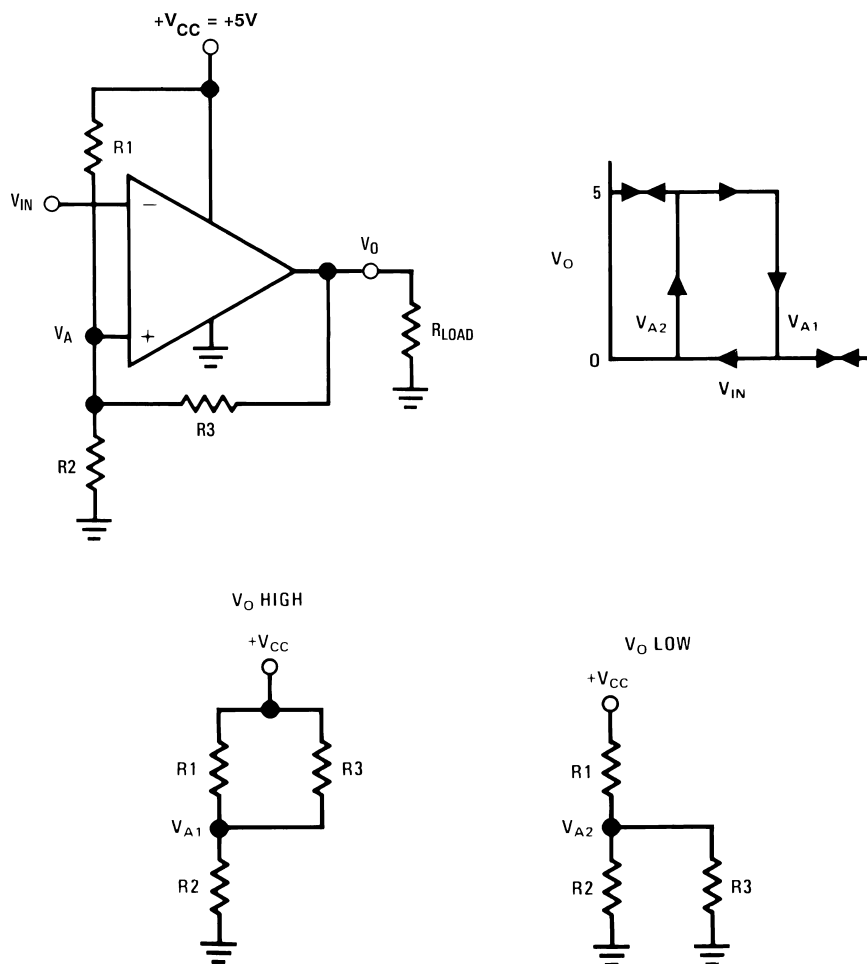 +VCC = +5V
R1
VIN
−
VO
VA
+
RLOAD
R3
R2
5
VO
VA2
VA1
0
VIN
VO HIGH
+VCC
R1
R3
VA1
R2
VO LOW
+VCC
R1
VA2
R2
R3